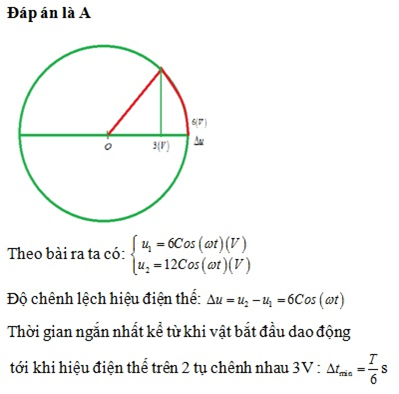 Đáp án là A
6(V)
O 3(V) Δu
Theo bài ra ta có: { u₁ = 6Cos(ωt)(V)
u₂ = 12Cos(ωt)(V)
Độ chênh lệch hiệu điện thế: Δu = u₂ − u₁ = 6Cos(ωt)
Thời gian ngắn nhất kể từ khi vật bắt đầu dao động
tới khi hiệu điện thế trên 2 tụ chênh nhau 3V : Δt_min = T/6 s